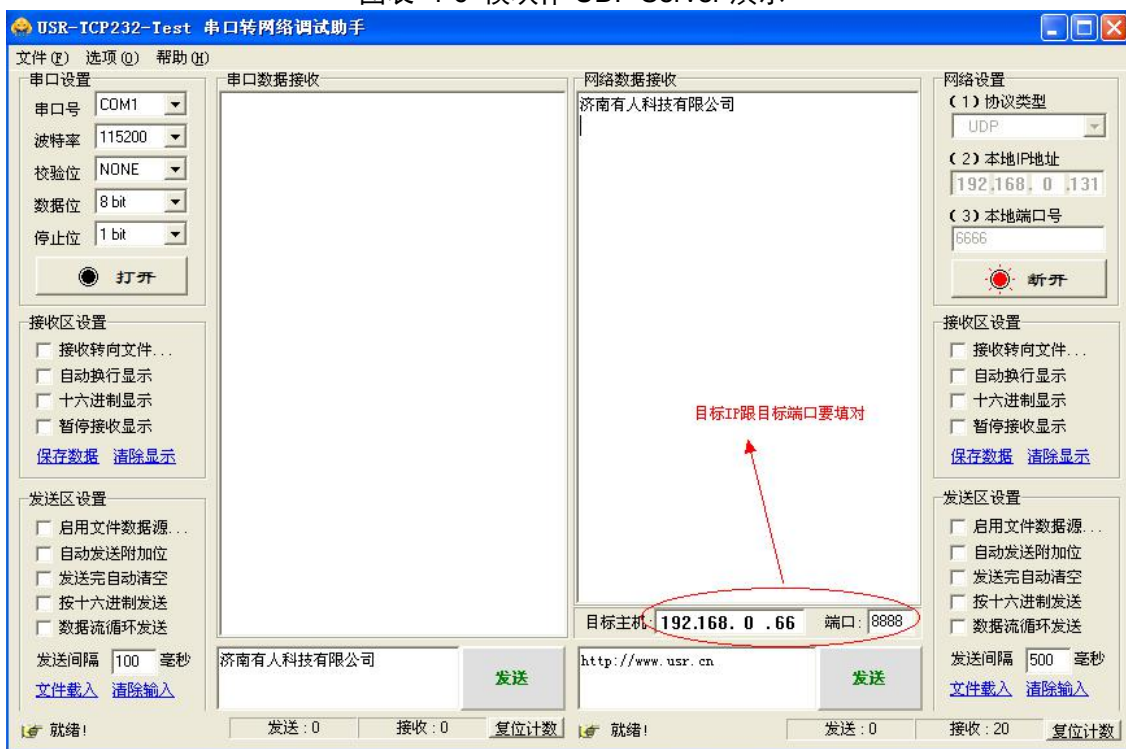 USR-TCP232-Test 串口转网络调试助手
文件(F) 选项(O) 帮助(H)
串口设置
串口号 COM1
波特率 115200
校验位 NONE
数据位 8 bit
停止位 1 bit
打开
接收区设置
接收转向文件...
自动换行显示
十六进制显示
暂停接收显示
保存数据 清除显示
发送区设置
启用文件数据源...
自动发送附加位
发送完自动清空
按十六进制发送
数据流循环发送
发送间隔 100 毫秒
文件载入 清除输入
就绪!
串口数据接收
济南有人科技有限公司
发送
发送:0 接收:0 复位计数
网络数据接收
济南有人科技有限公司
目标IP跟目标端口要填对
目标主机: 192.168. 0 .66 端口: 8888
http://www.usr.cn
发送
就绪!
发送:0 接收:20 复位计数
网络设置
(1)协议类型
UDP
(2)本地IP地址
192.168. 0 .131
(3)本地端口号
6666
断开
接收区设置
接收转向文件...
自动换行显示
十六进制显示
暂停接收显示
保存数据 清除显示
发送区设置
启用文件数据源...
自动发送附加位
发送完自动清空
按十六进制发送
数据流循环发送
发送间隔 500 毫秒
文件载入 清除输入